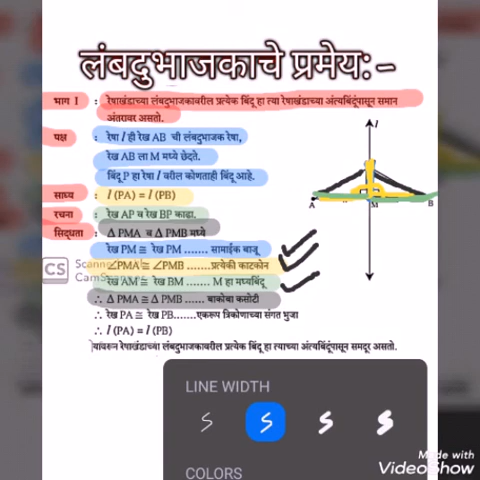 लंबदुभाजकाचे प्रमेय:-
भाग I : रेषाखंडाच्या लंबदुभाजकावरील प्रत्येक बिंदू हा त्या रेषाखंडाच्या अंत्यबिंदूंपासून समान
अंतरावर असतो.
पक्ष : रेषा l ही रेख AB ची लंबदुभाजक रेषा,
रेख AB ला M मध्ये छेदते.
बिंदू P हा रेषा l वरील कोणताही बिंदू आहे.
साध्य : l (PA) = l (PB)
रचना : रेख AP व रेख BP काढा.
सिद्धता : Δ PMA व Δ PMB मध्ये
रेख PM ≅ रेख PM ....... सामाईक बाजू
∠PMA ≅ ∠PMB ........प्रत्येकी काटकोन
रेख AM ≅ रेख BM ....... M हा मध्यबिंदू
∴ Δ PMA ≅ Δ PMB ...... बाकोबा कसोटी
∴ रेख PA ≅ रेख PB.......एकरूप त्रिकोणाच्या संगत भुजा
∴ l (PA) = l (PB)
यावरून रेषाखंडाच्या लंबदुभाजकावरील प्रत्येक बिंदू हा त्याच्या अंत्यबिंदूंपासून समदूर असतो.
l
A
M
B
CS
CamS
LINE WIDTH
COLORS
Made with
VideoShow